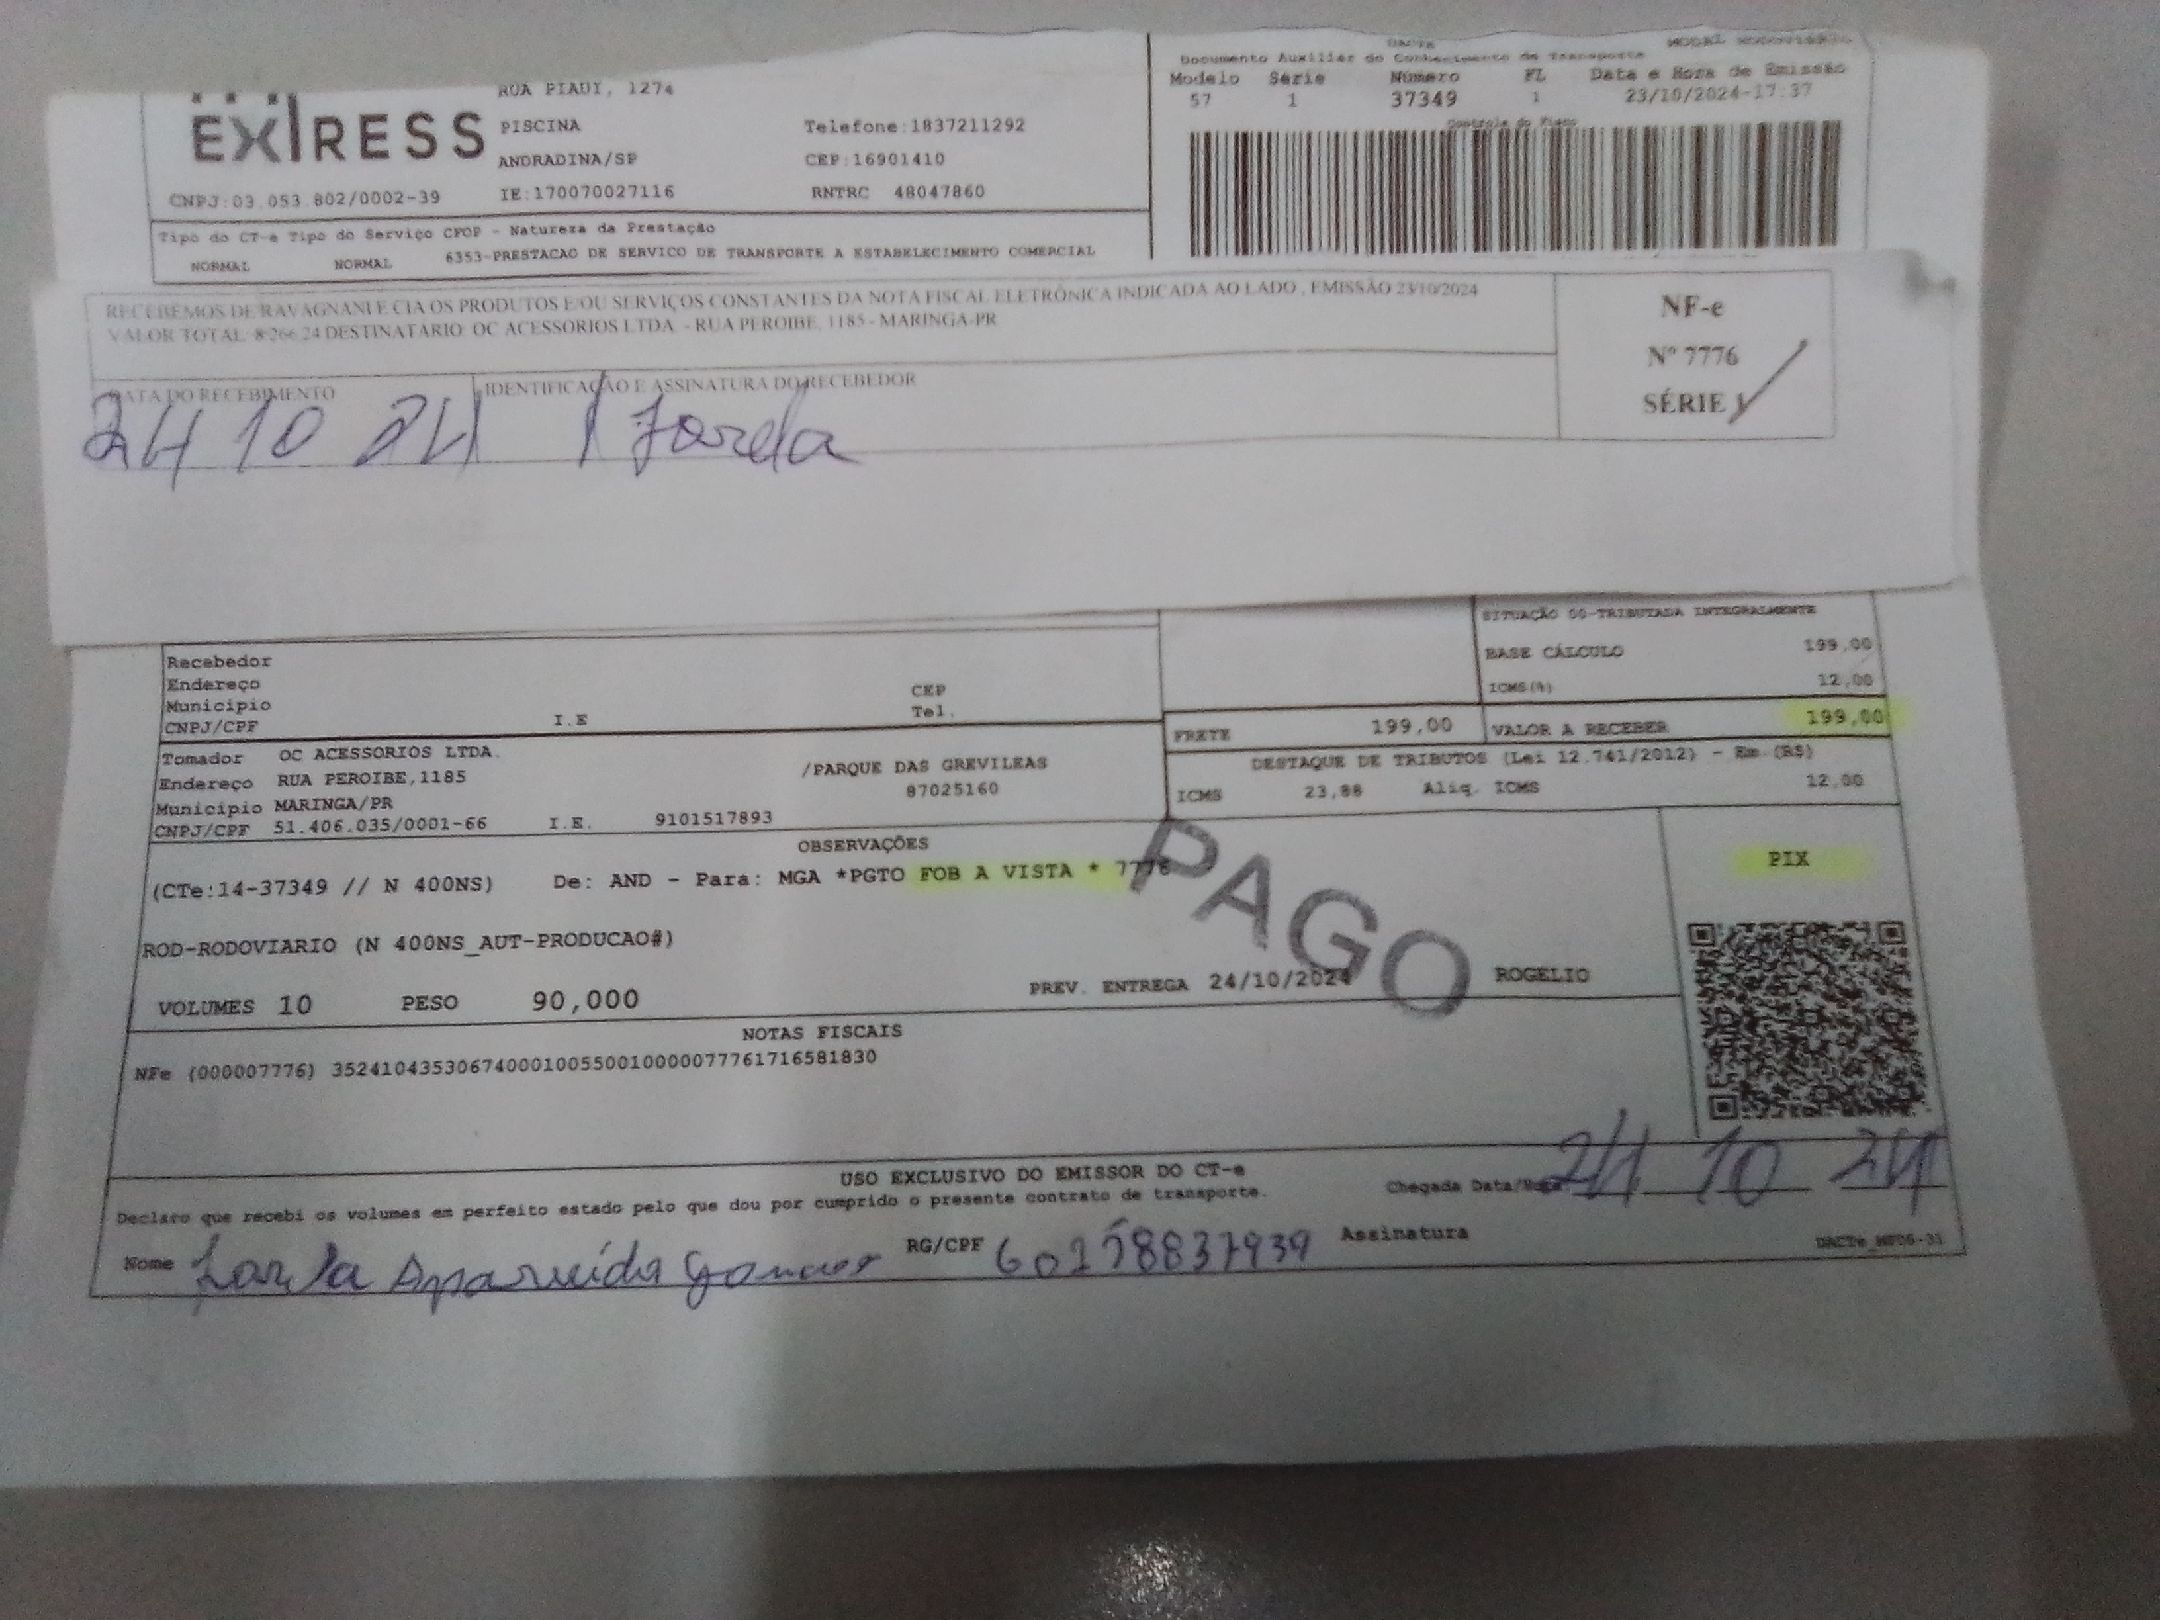 DACTE MODAL RODOVIARIO
Documento Auxiliar do Conhecimento de Transporte
Modelo Série Número FL Data e Hora de Emissão
57 1 37349 1 23/10/2024-17:37
Controle do Fisco
EXPRESS
RUA PIAUI, 1274
PISCINA Telefone:1837211292
ANDRADINA/SP CEP:16901410
CNPJ:03.053.802/0002-39 IE:170070027116 RNTRC 48047860
Tipo do CT-e Tipo do Serviço CFOP - Natureza da Prestação
NORMAL NORMAL 6353-PRESTACAO DE SERVICO DE TRANSPORTE A ESTABELECIMENTO COMERCIAL
RECEBEMOS DE RAVAGNANI E CIA OS PRODUTOS E/OU SERVIÇOS CONSTANTES DA NOTA FISCAL ELETRÔNICA INDICADA AO LADO , EMISSÃO 23/10/2024
VALOR TOTAL: 8.266,24 DESTINATARIO: OC ACESSORIOS LTDA. - RUA PEROIBE, 1185 - MARINGA-PR
NF-e
Nº 7776
SÉRIE 1
DATA DO RECEBIMENTO IDENTIFICAÇÃO E ASSINATURA DO RECEBEDOR
24 10 24
SITUAÇÃO 00-TRIBUTADA INTEGRALMENTE
BASE CÁLCULO 199,00
ICMS(%) 12,00
Recebedor
Endereço CEP
Municipio Tel.
CNPJ/CPF I.E
FRETE 199,00 VALOR A RECEBER 199,00
Tomador OC ACESSORIOS LTDA.
Endereço RUA PEROIBE,1185 /PARQUE DAS GREVILEAS
Municipio MARINGA/PR 87025160
CNPJ/CPF 51.406.035/0001-66 I.E. 9101517893
DESTAQUE DE TRIBUTOS (Lei 12.741/2012) - Em (R$)
ICMS 23,88 Aliq. ICMS 12,00
OBSERVAÇÕES
(CTe:14-37349 // N 400NS) De: AND - Para: MGA *PGTO FOB A VISTA * 7776
PIX
PAGO
ROD-RODOVIARIO (N 400NS_AUT-PRODUCAO#)
VOLUMES 10 PESO 90,000 PREV. ENTREGA 24/10/2024 ROGELIO
NOTAS FISCAIS
NFe (000007776) 35241043530674000100550010000077761716581830
USO EXCLUSIVO DO EMISSOR DO CT-e
Declaro que recebi os volumes em perfeito estado pelo que dou por cumprido o presente contrato de transporte.
Chegada Data/Hora 24 10 24
Nome Aparecida RG/CPF 60178837939 Assinatura